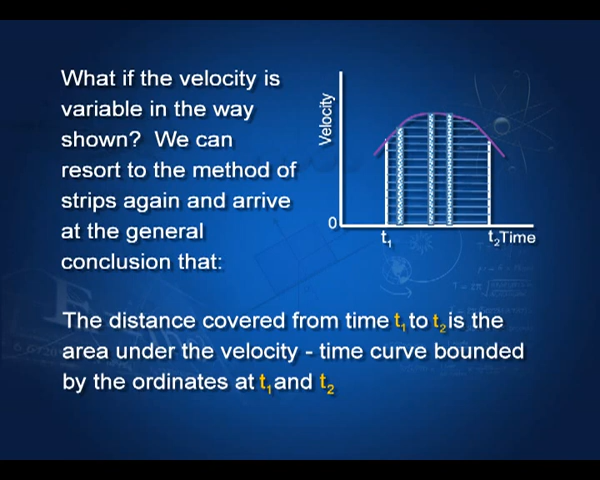 What if the velocity is
variable in the way
shown? We can
resort to the method of
strips again and arrive
at the general
conclusion that:
Velocity
0
t₁
t₂ Time
The distance covered from time t₁ to t₂ is the
area under the velocity - time curve bounded
by the ordinates at t₁ and t₂